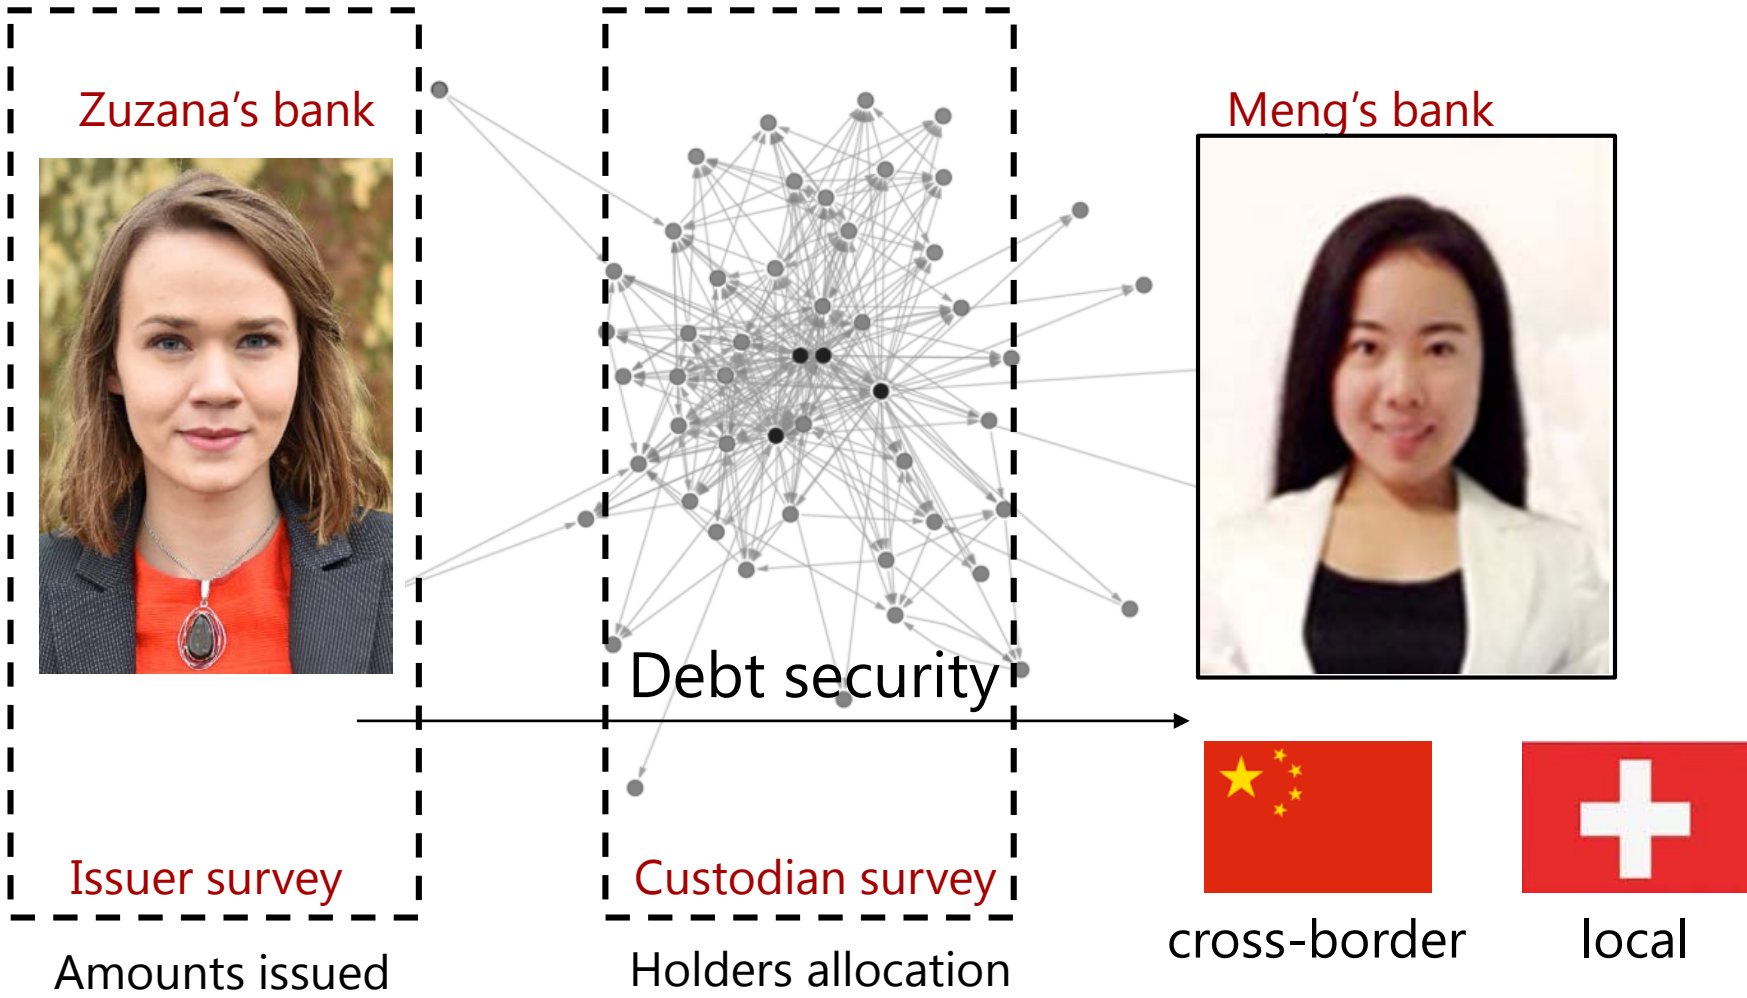 Zuzana’s bank
Meng’s bank
Debt security
Issuer survey
Custodian survey
cross-border
local
Amounts issued
Holders allocation